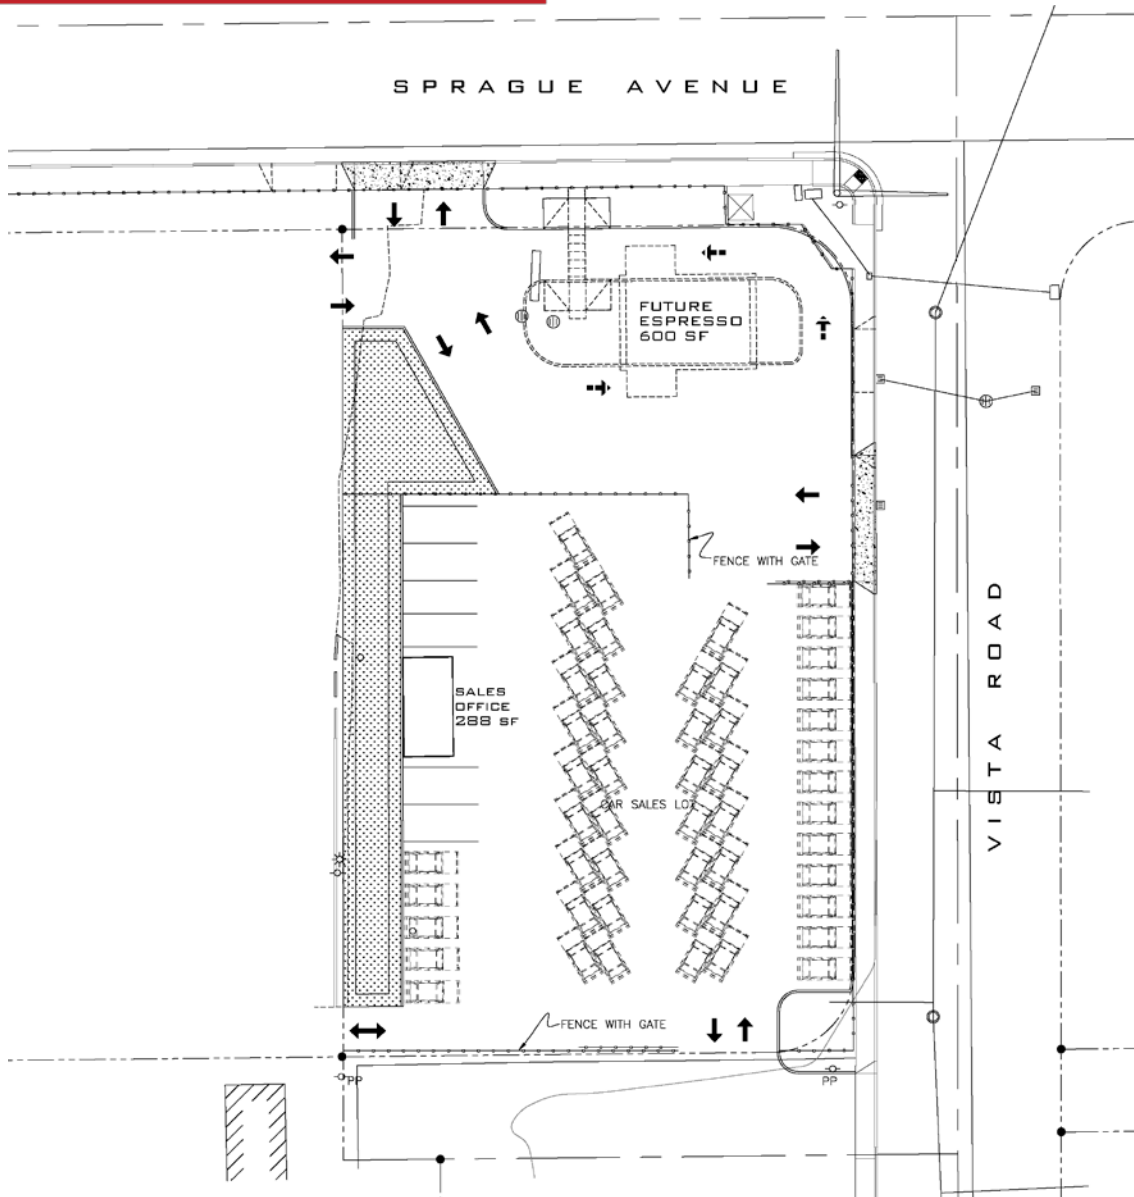 SPRAGUE AVENUE
FUTURE
ESPRESSO
600 SF
FENCE WITH GATE
SALES
OFFICE
288 SF
VISTA ROAD
CAR SALES LOT
FENCE WITH GATE
PP
PP